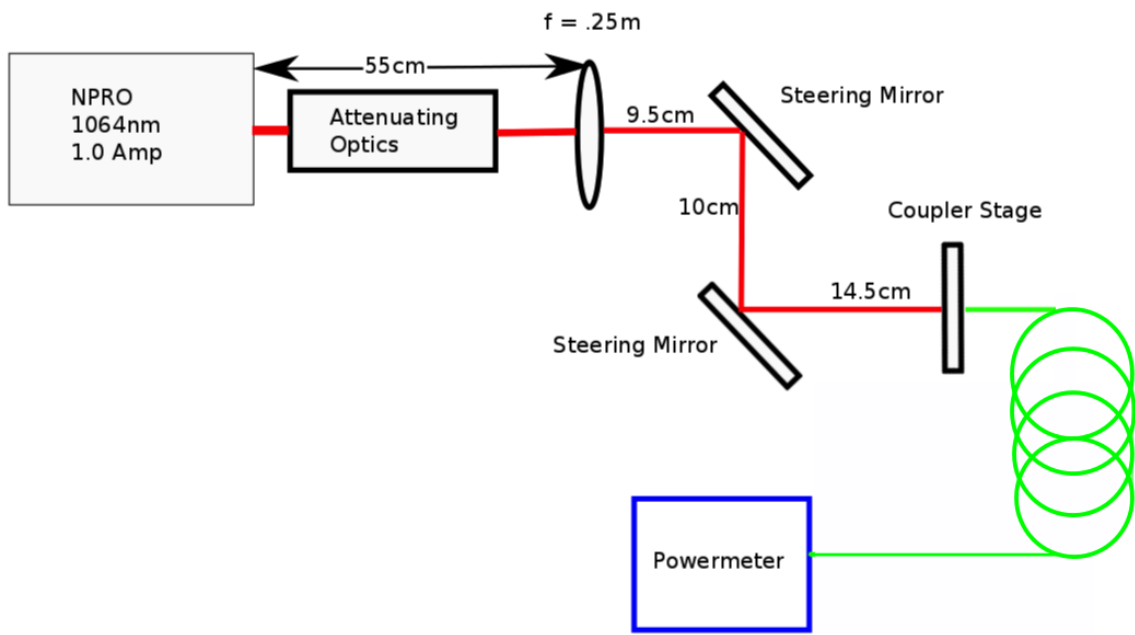 f = .25m
55cm
NPRO
1064nm
1.0 Amp
Attenuating
Optics
9.5cm
Steering Mirror
10cm
Coupler Stage
14.5cm
Steering Mirror
Powermeter